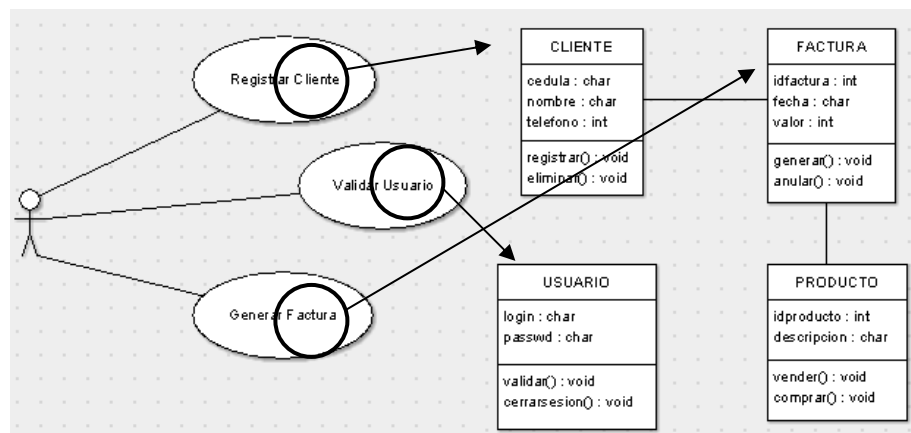 Registrar Cliente
Validar Usuario
Generar Factura
CLIENTE
cedula : char
nombre : char
telefono : int
registrar() : void
eliminar() : void
FACTURA
idfactura : int
fecha : char
valor : int
generar() : void
anular() : void
USUARIO
login : char
passwd : char
validar() : void
cerrarsesion() : void
PRODUCTO
idproducto : int
descripcion : char
vender() : void
comprar() : void